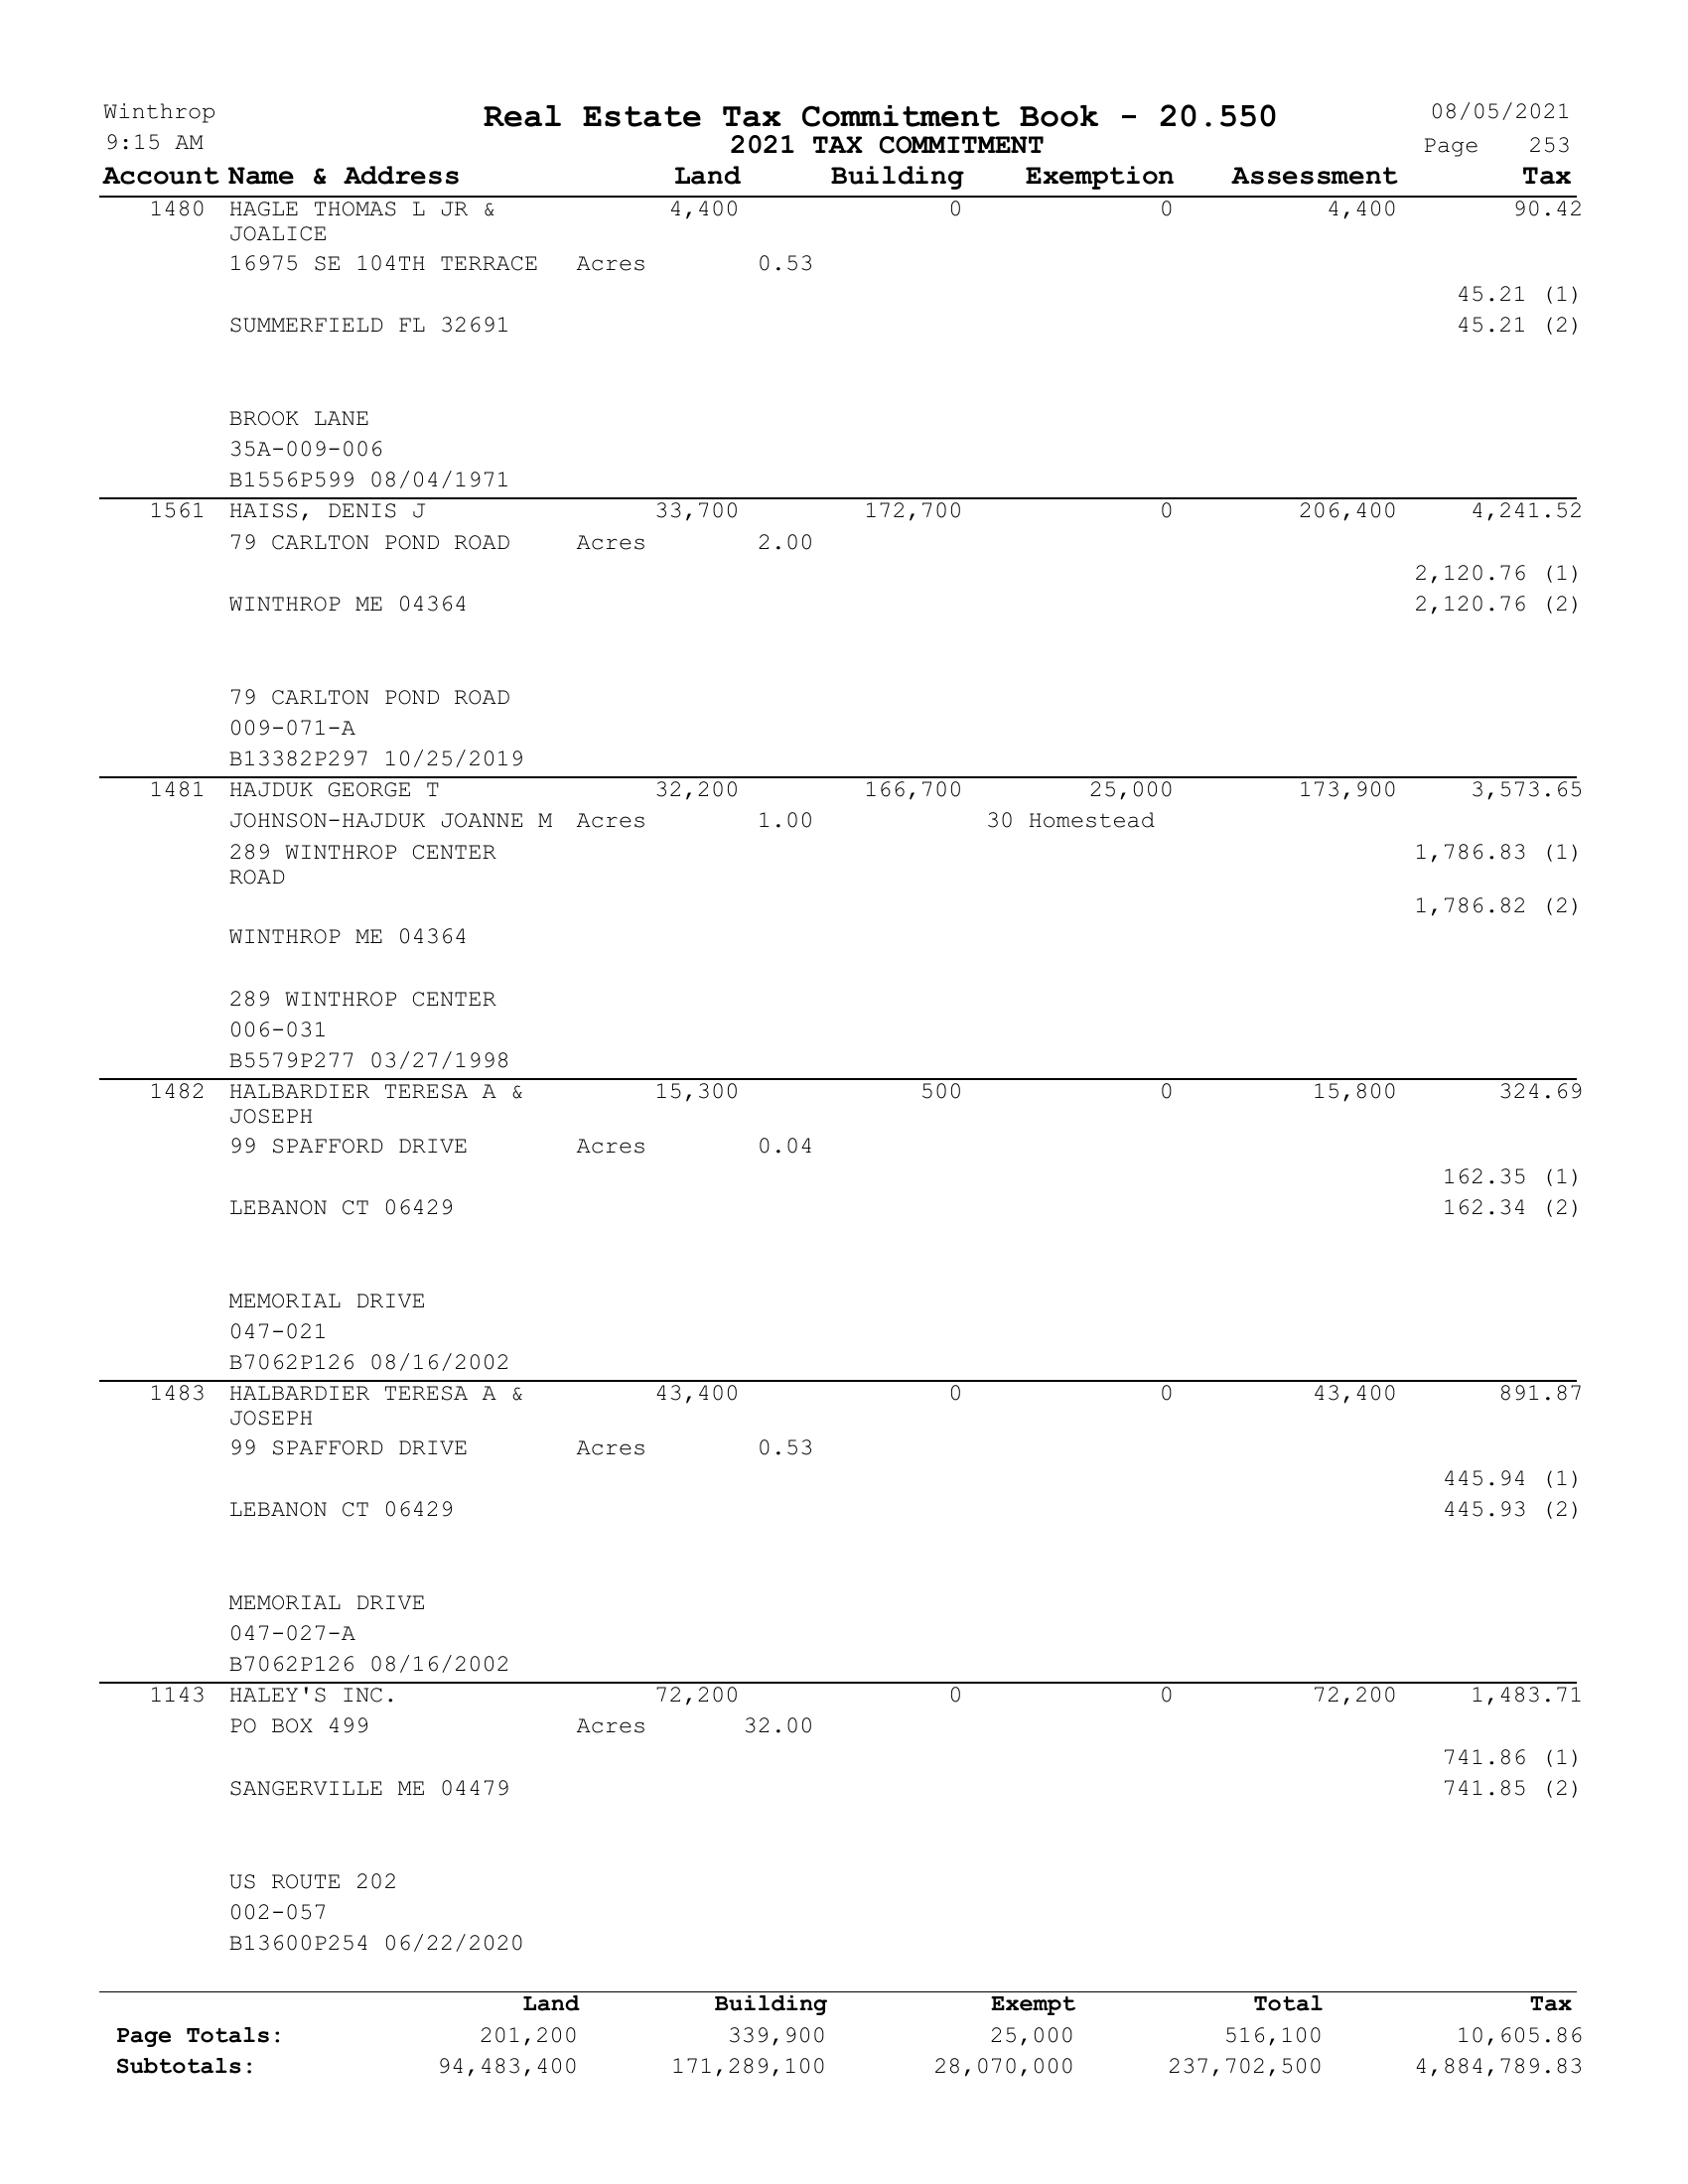 Winthrop Real Estate Tax Commitment Book - 20.550 08/05/2021
9:15 AM 2021 TAX COMMITMENT Page 253
Account Name & Address Land Building Exemption Assessment Tax
1480 HAGLE THOMAS L JR & 4,400 0 0 4,400 90.42
JOALICE
16975 SE 104TH TERRACE Acres 0.53
45.21 (1)
SUMMERFIELD FL 32691 45.21 (2)
BROOK LANE
35A-009-006
B1556P599 08/04/1971
1561 HAISS, DENIS J 33,700 172,700 0 206,400 4,241.52
79 CARLTON POND ROAD Acres 2.00
2,120.76 (1)
WINTHROP ME 04364 2,120.76 (2)
79 CARLTON POND ROAD
009-071-A
B13382P297 10/25/2019
1481 HAJDUK GEORGE T 32,200 166,700 25,000 173,900 3,573.65
JOHNSON-HAJDUK JOANNE M Acres 1.00 30 Homestead
289 WINTHROP CENTER 1,786.83 (1)
ROAD
1,786.82 (2)
WINTHROP ME 04364
289 WINTHROP CENTER
006-031
B5579P277 03/27/1998
1482 HALBARDIER TERESA A & 15,300 500 0 15,800 324.69
JOSEPH
99 SPAFFORD DRIVE Acres 0.04
162.35 (1)
LEBANON CT 06429 162.34 (2)
MEMORIAL DRIVE
047-021
B7062P126 08/16/2002
1483 HALBARDIER TERESA A & 43,400 0 0 43,400 891.87
JOSEPH
99 SPAFFORD DRIVE Acres 0.53
445.94 (1)
LEBANON CT 06429 445.93 (2)
MEMORIAL DRIVE
047-027-A
B7062P126 08/16/2002
1143 HALEY'S INC. 72,200 0 0 72,200 1,483.71
PO BOX 499 Acres 32.00
741.86 (1)
SANGERVILLE ME 04479 741.85 (2)
US ROUTE 202
002-057
B13600P254 06/22/2020
Land Building Exempt Total Tax
Page Totals: 201,200 339,900 25,000 516,100 10,605.86
Subtotals: 94,483,400 171,289,100 28,070,000 237,702,500 4,884,789.83